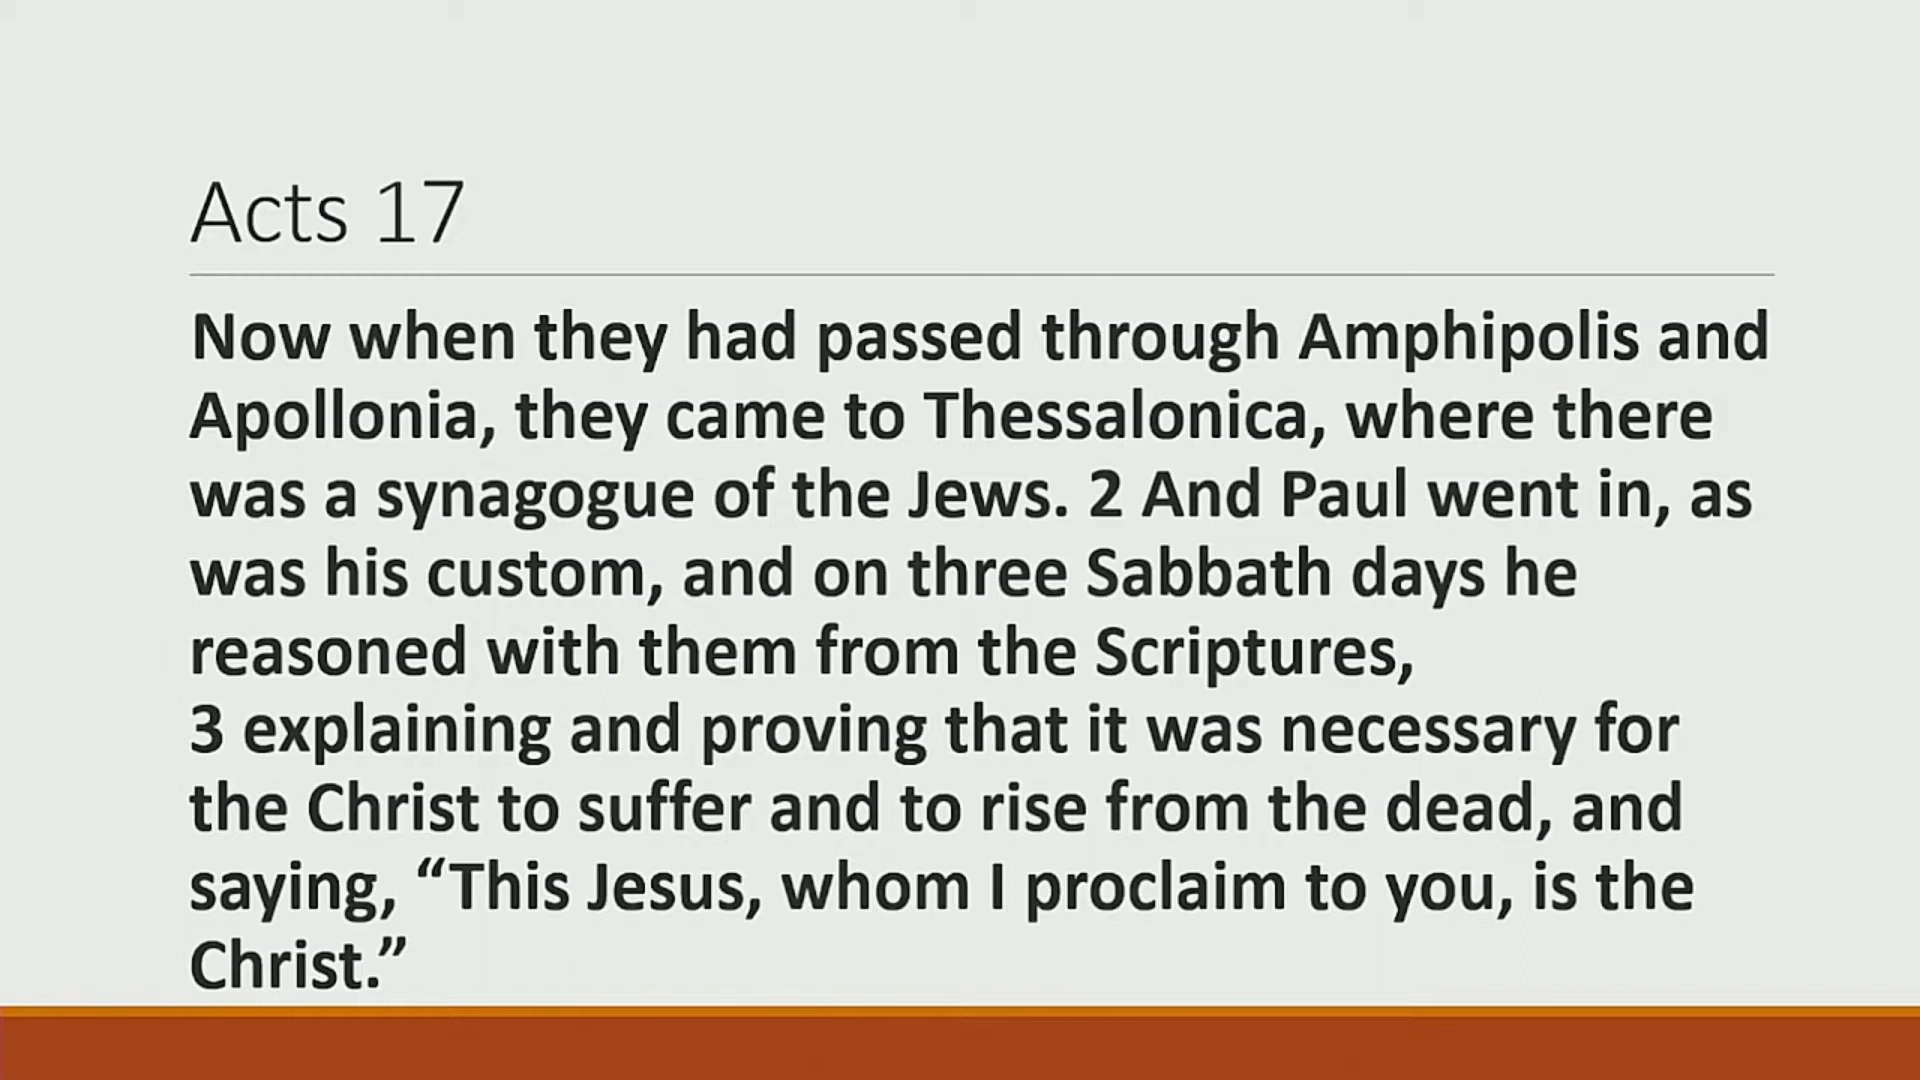 Acts 17
Now when they had passed through Amphipolis and
Apollonia, they came to Thessalonica, where there
was a synagogue of the Jews. 2 And Paul went in, as
was his custom, and on three Sabbath days he
reasoned with them from the Scriptures,
3 explaining and proving that it was necessary for
the Christ to suffer and to rise from the dead, and
saying, “This Jesus, whom I proclaim to you, is the
Christ.”